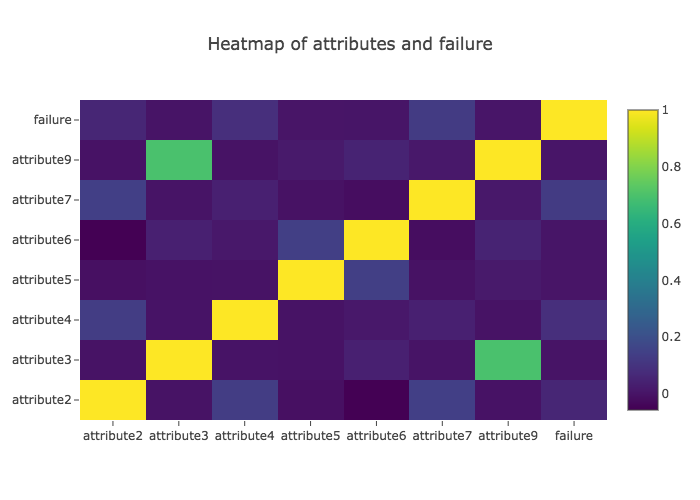 Heatmap of attributes and failure
failure
attribute9
attribute7
attribute6
attribute5
attribute4
attribute3
attribute2
attribute2 attribute3 attribute4 attribute5 attribute6 attribute7 attribute9 failure
1
0.8
0.6
0.4
0.2
0